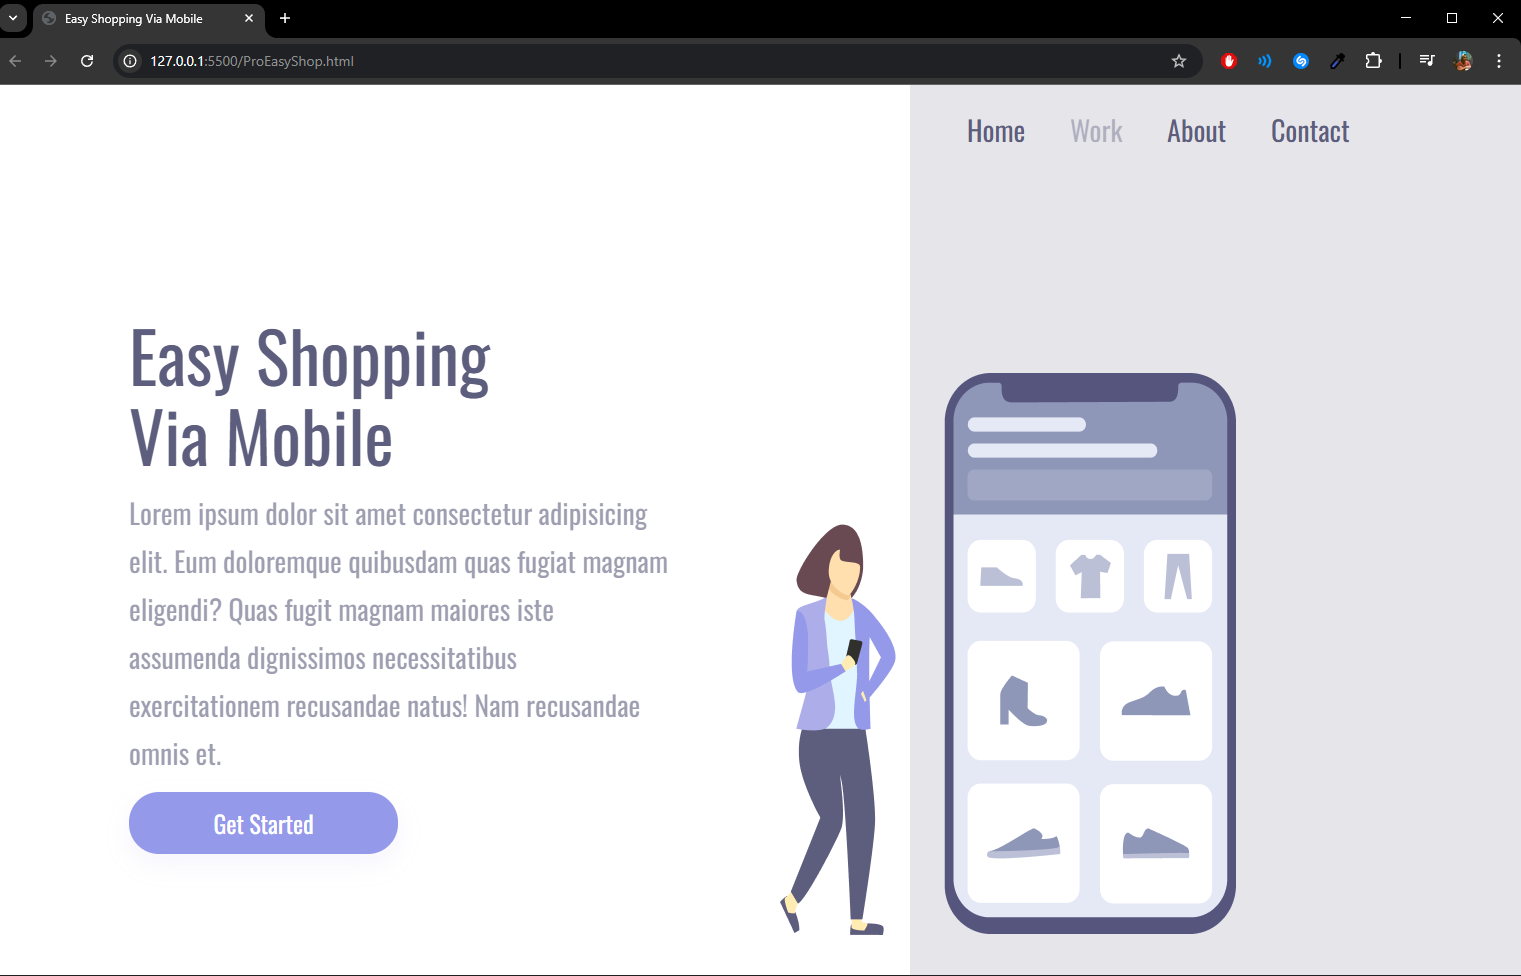 Easy Shopping Via Mobile
127.0.0.1:5500/ProEasyShop.html
Home Work About Contact
Easy Shopping
Via Mobile
Lorem ipsum dolor sit amet consectetur adipisicing
elit. Eum doloremque quibusdam quas fugiat magnam
eligendi? Quas fugit magnam maiores iste
assumenda dignissimos necessitatibus
exercitationem recusandae natus! Nam recusandae
omnis et.
Get Started